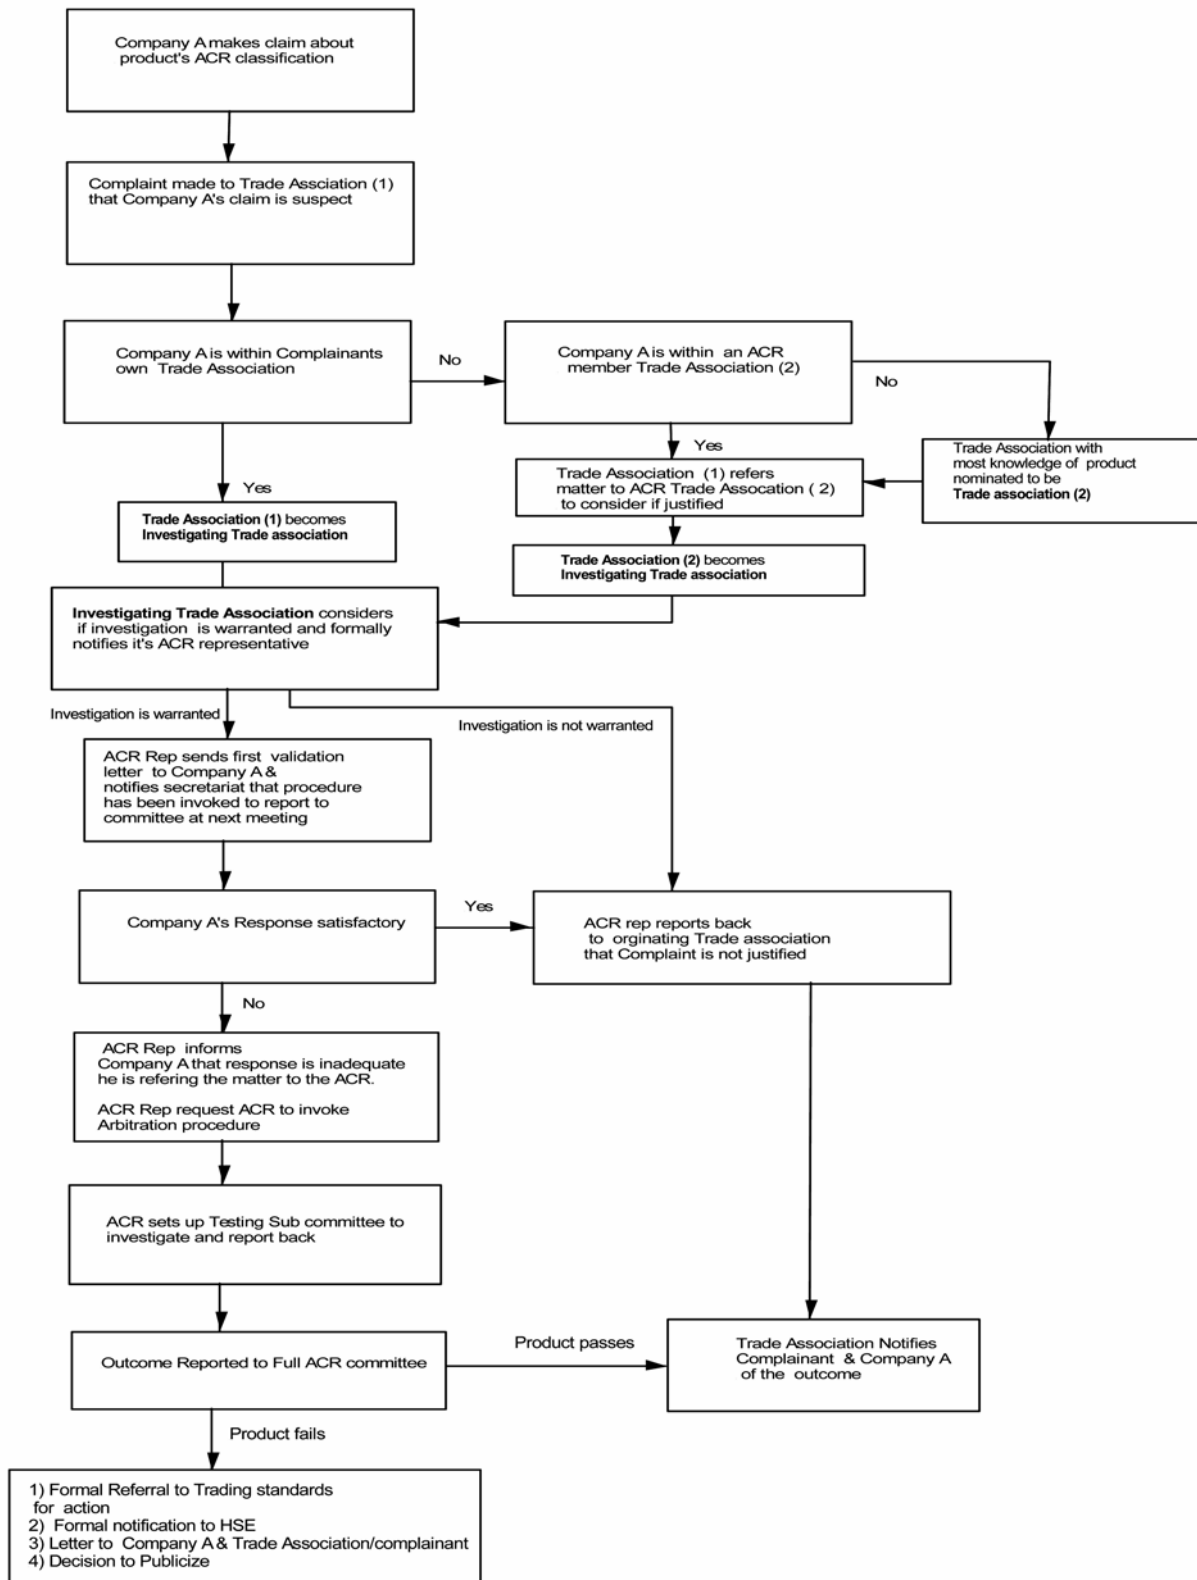 Company A makes claim about
product's ACR classification
Complaint made to Trade Assciation (1)
that Company A's claim is suspect
Company A is within Complainants
own Trade Association
No
Company A is within an ACR
member Trade Association (2)
No
Yes
Trade Association with
most knowledge of product
nominated to be
Trade association (2)
Trade Association (1) refers
matter to ACR Trade Assocation ( 2)
to consider if justified
Yes
Trade Association (1) becomes
Investigating Trade association
Trade Association (2) becomes
Investigating Trade association
Investigating Trade Association considers
if investigation is warranted and formally
notifies it's ACR representative
Investigation is warranted
Investigation is not warranted
ACR Rep sends first validation
letter to Company A &
notifies secretariat that procedure
has been invoked to report to
committee at next meeting
Company A's Response satisfactory
Yes
ACR rep reports back
to orginating Trade association
that Complaint is not justified
No
ACR Rep informs
Company A that response is inadequate
he is refering the matter to the ACR.
ACR Rep request ACR to invoke
Arbitration procedure
ACR sets up Testing Sub committee to
investigate and report back
Outcome Reported to Full ACR committee
Product passes
Trade Association Notifies
Complainant & Company A
of the outcome
Product fails
1) Formal Referral to Trading standards
for action
2) Formal notification to HSE
3) Letter to Company A & Trade Association/complainant
4) Decision to Publicize